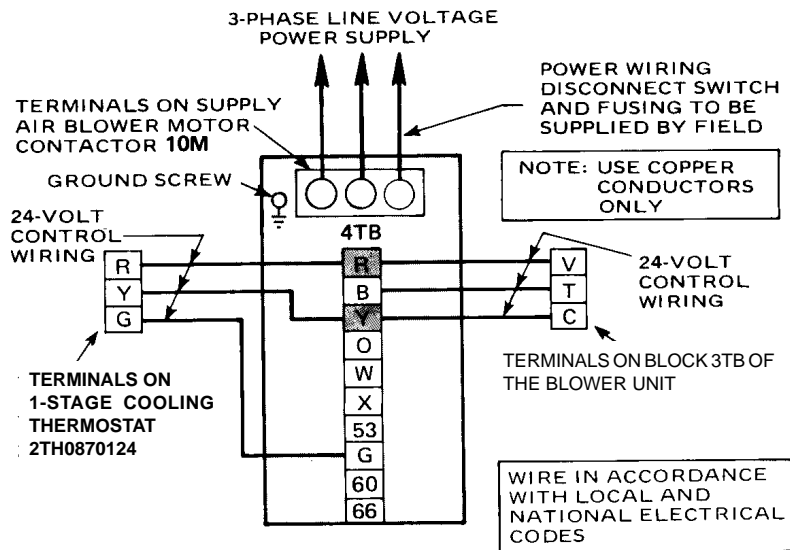 3-PHASE LINE VOLTAGE
POWER SUPPLY
POWER WIRING
DISCONNECT SWITCH
AND FUSING TO BE
SUPPLIED BY FIELD
TERMINALS ON SUPPLY
AIR BLOWER MOTOR
CONTACTOR 10M
GROUND SCREW
NOTE: USE COPPER
CONDUCTORS
ONLY
24-VOLT
CONTROL
WIRING
4TB
R
Y
G
R
B
Y
O
W
X
53
G
60
66
V
T
C
24-VOLT
CONTROL
WIRING
TERMINALS ON BLOCK 3TB OF
THE BLOWER UNIT
TERMINALS ON
1-STAGE COOLING
THERMOSTAT
2TH0870124
WIRE IN ACCORDANCE
WITH LOCAL AND
NATIONAL ELECTRICAL
CODES